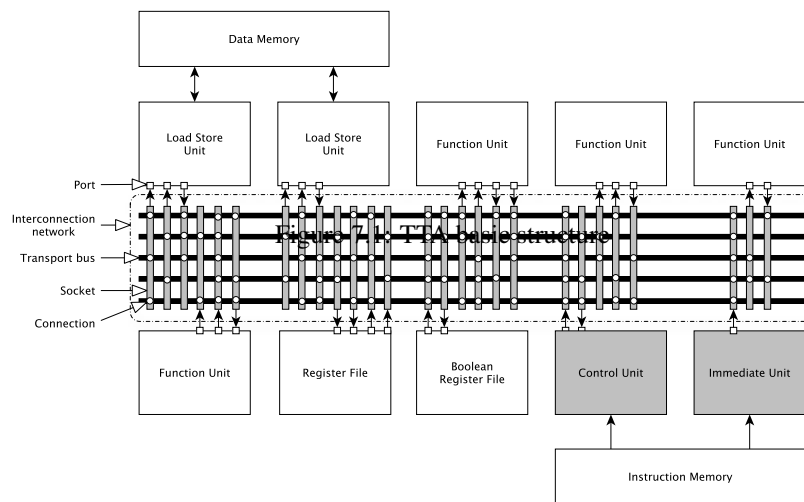 Data Memory
Load Store
Unit
Load Store
Unit
Function Unit
Function Unit
Function Unit
Port
Interconnection
network
Figure 7.1: TTA basic structure
Transport bus
Socket
Connection
Function Unit
Register File
Boolean
Register File
Control Unit
Immediate Unit
Instruction Memory